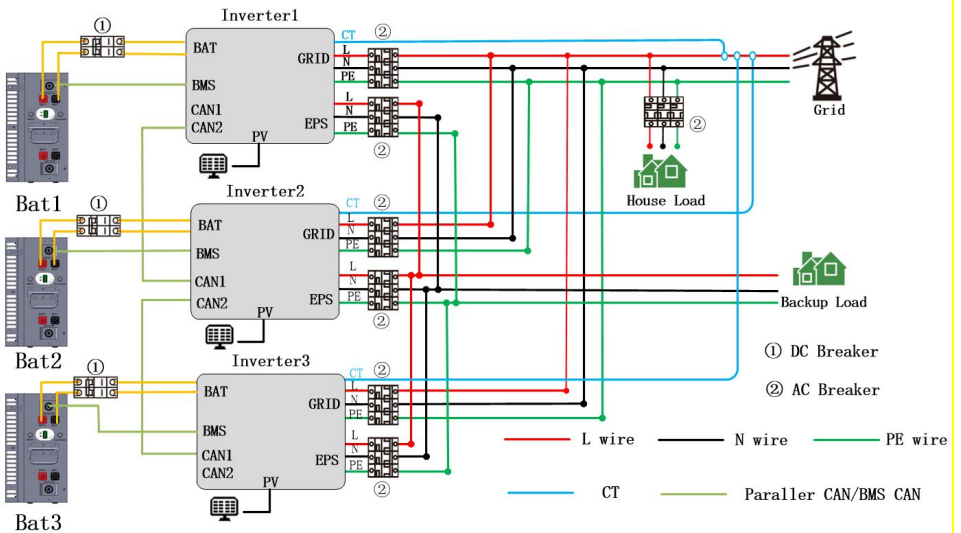 Inverter1
①
BAT
BMS
CAN1
CAN2
GRID
EPS
PV
CT
L
N
PE
②
L
N
PE
②
Grid
②
House Load
Bat1
Inverter2
①
BAT
BMS
CAN1
CAN2
GRID
EPS
PV
CT
L
N
PE
②
L
N
PE
②
Backup Load
Bat2
Inverter3
①
BAT
BMS
CAN1
CAN2
GRID
EPS
PV
CT
L
N
PE
②
L
N
PE
②
Bat3
① DC Breaker
② AC Breaker
L wire
N wire
PE wire
CT
Paraller CAN/BMS CAN